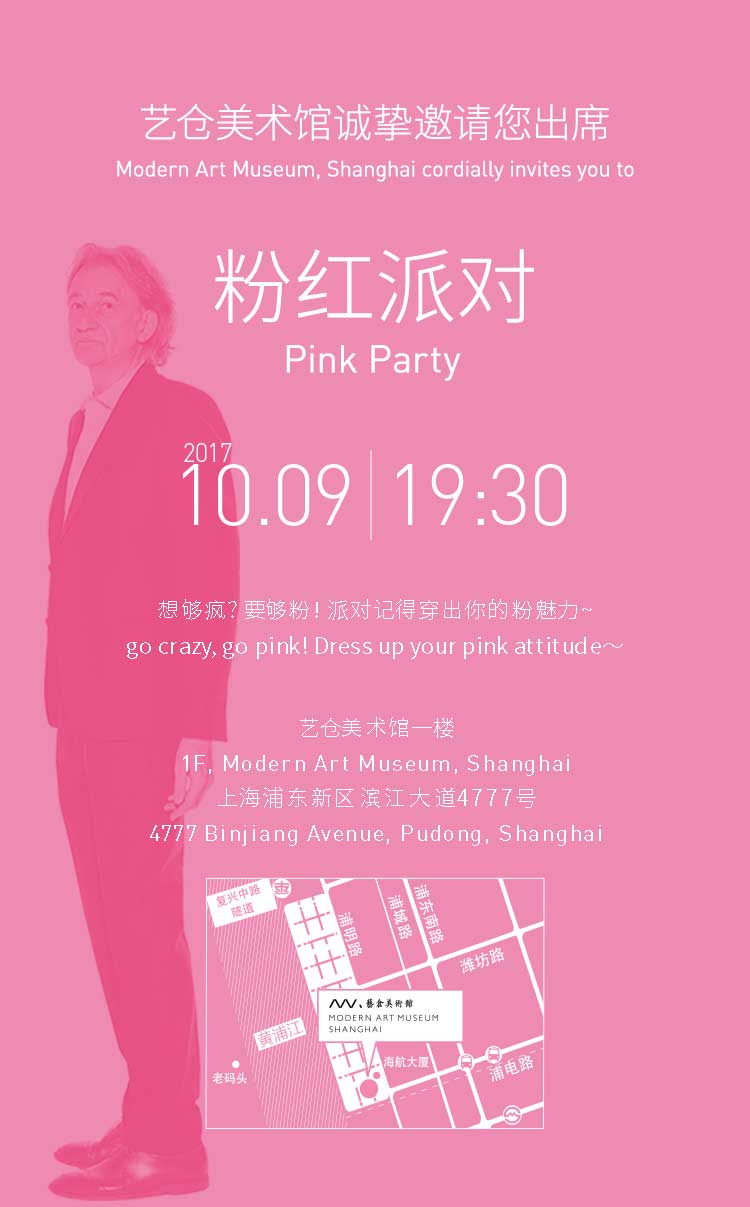 艺仓美术馆诚挚邀请您出席
Modern Art Museum, Shanghai cordially invites you to
粉红派对
Pink Party
2017
10.09 19:30
想够疯？要够粉！派对记得穿出你的粉魅力~
go crazy, go pink! Dress up your pink attitude～
艺仓美术馆一楼
1F, Modern Art Museum, Shanghai
上海浦东新区滨江大道4777号
4777 Binjiang Avenue, Pudong, Shanghai
复兴中路
隧道
浦明路
浦城路
浦东南路
潍坊路
藝倉美術館
MODERN ART MUSEUM
SHANGHAI
黄浦江
海航大厦
老码头
浦电路